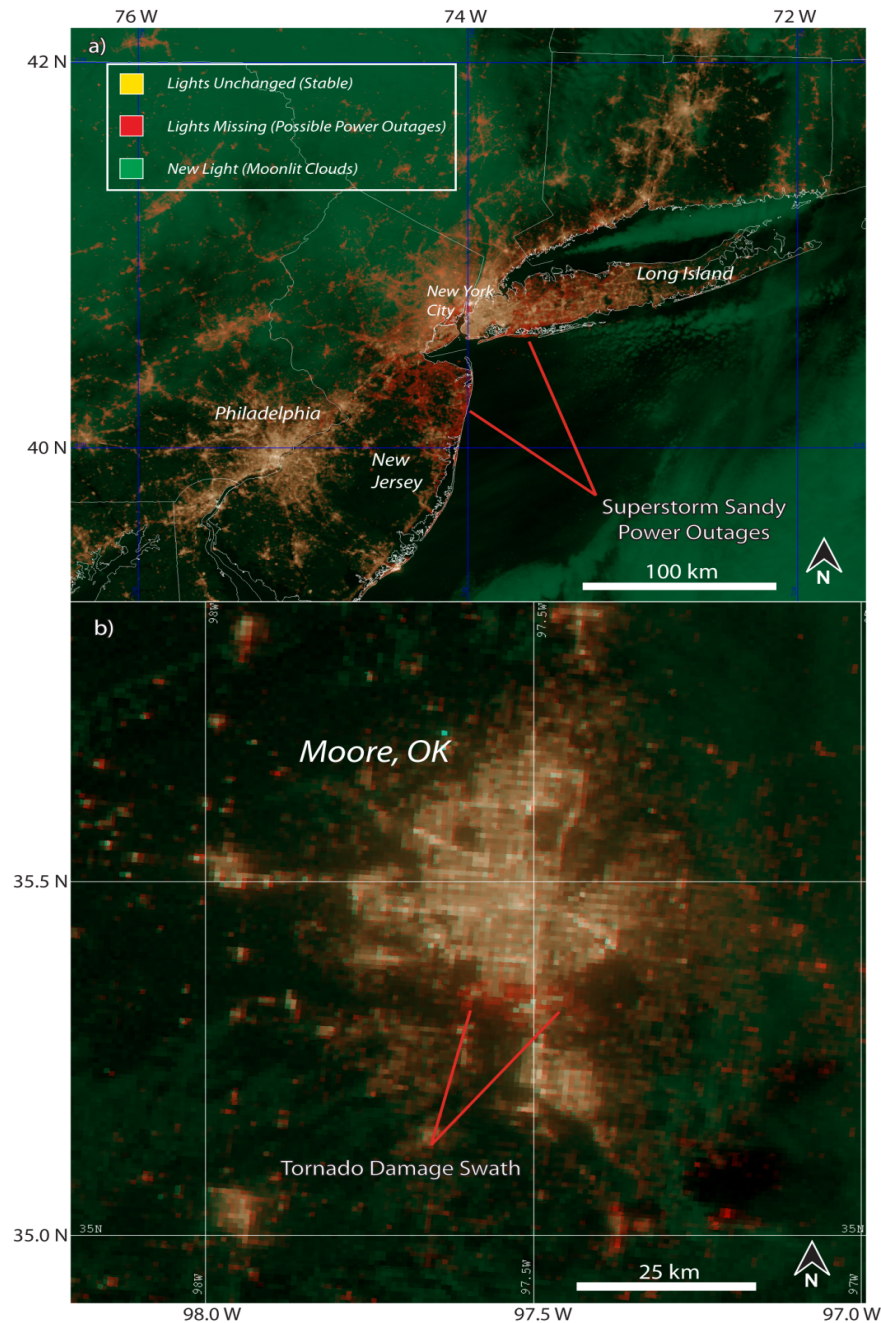 76 W 74 W 72 W
a)
42 N
Lights Unchanged (Stable)
Lights Missing (Possible Power Outages)
New Light (Moonlit Clouds)
Long Island
New York
City
Philadelphia
40 N
New
Jersey
Superstorm Sandy
Power Outages
100 km
N
b)
98W
97.5W
Moore, OK
35.5 N
Tornado Damage Swath
35.0 N
35N
35N
25 km
N
98W
97.5W
97W
98.0 W 97.5 W 97.0 W